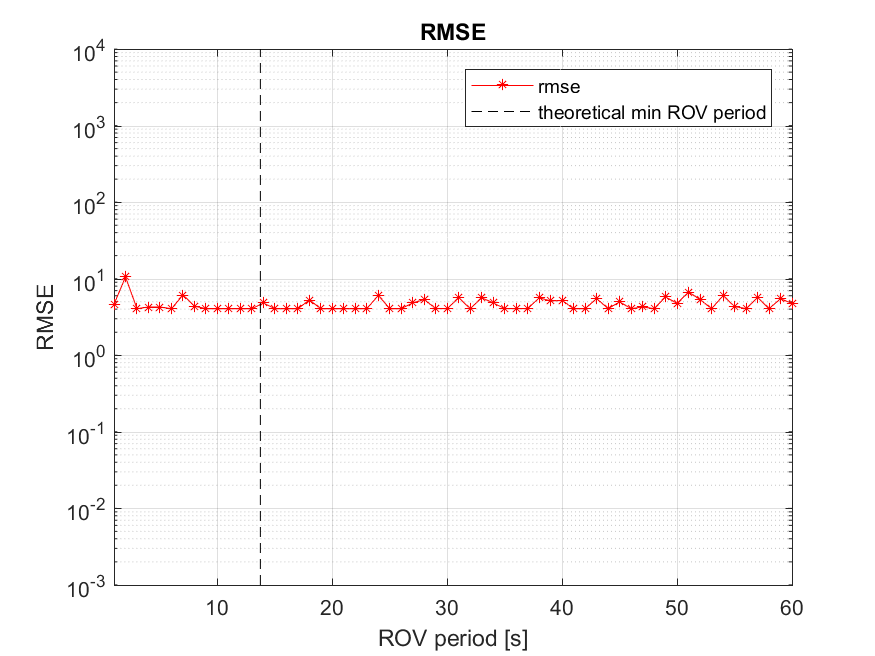 RMSE
10^4
10^3
10^2
10^1
10^0
10^-1
10^-2
10^-3
RMSE
rmse
theoretical min ROV period
10 20 30 40 50 60
ROV period [s]